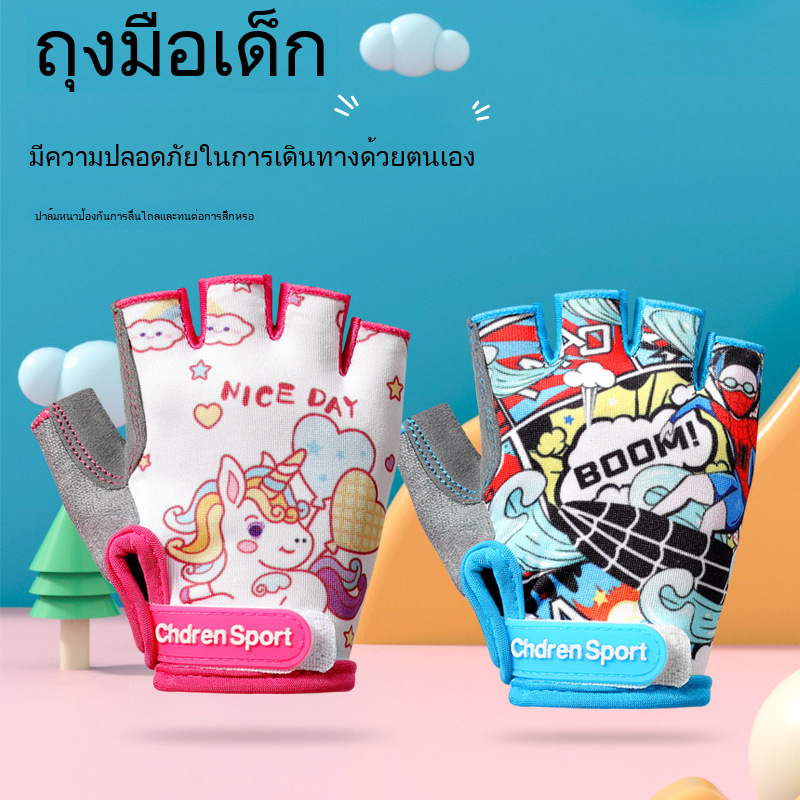 ถุงมือเด็ก
มีความปลอดภัยในการเดินทางด้วยตนเอง
ปาล์มหนาป้องกันการลื่นไถลและทนต่อการสึกหรอ
NICE DAY
BOOM!
Chdren Sport
Chdren Sport